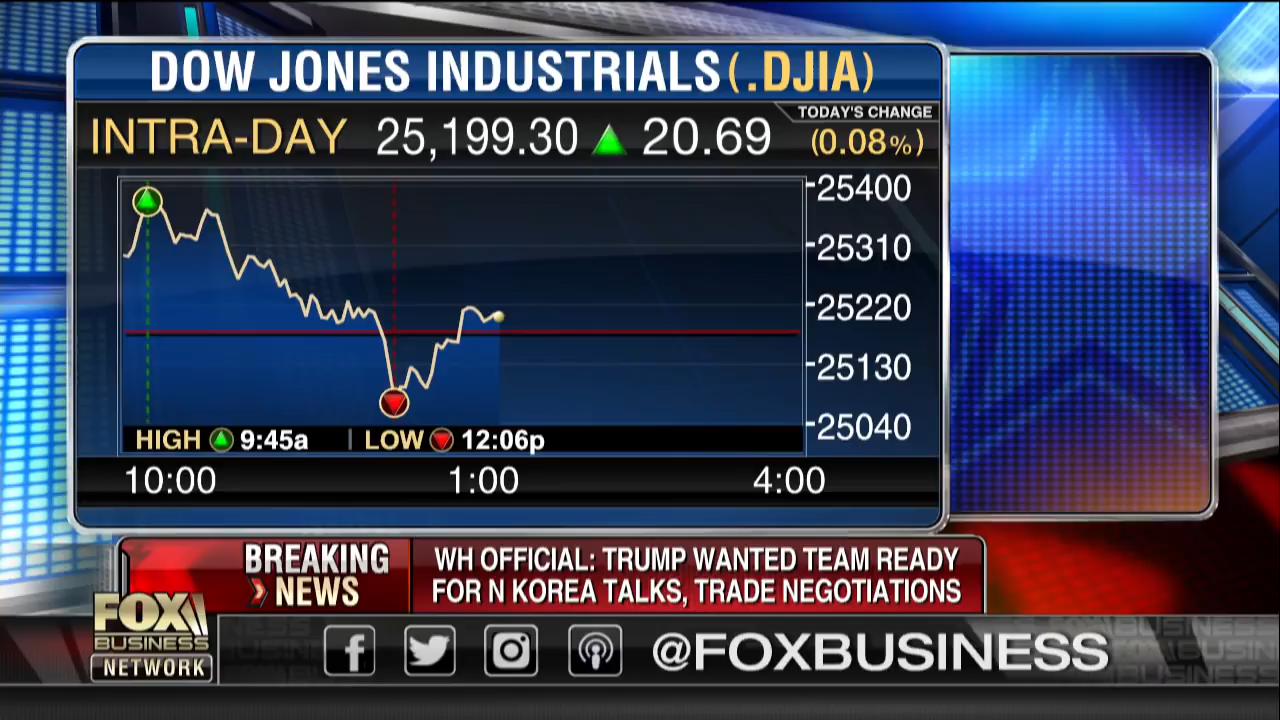 DOW JONES INDUSTRIALS (.DJIA)
TODAY'S CHANGE
INTRA-DAY 25,199.30 20.69 (0.08%)
25400
25310
25220
25130
25040
HIGH 9:45a | LOW 12:06p
10:00 1:00 4:00
BREAKING NEWS
WH OFFICIAL: TRUMP WANTED TEAM READY
FOR N KOREA TALKS, TRADE NEGOTIATIONS
FOX
BUSINESS
NETWORK
@FOXBUSINESS